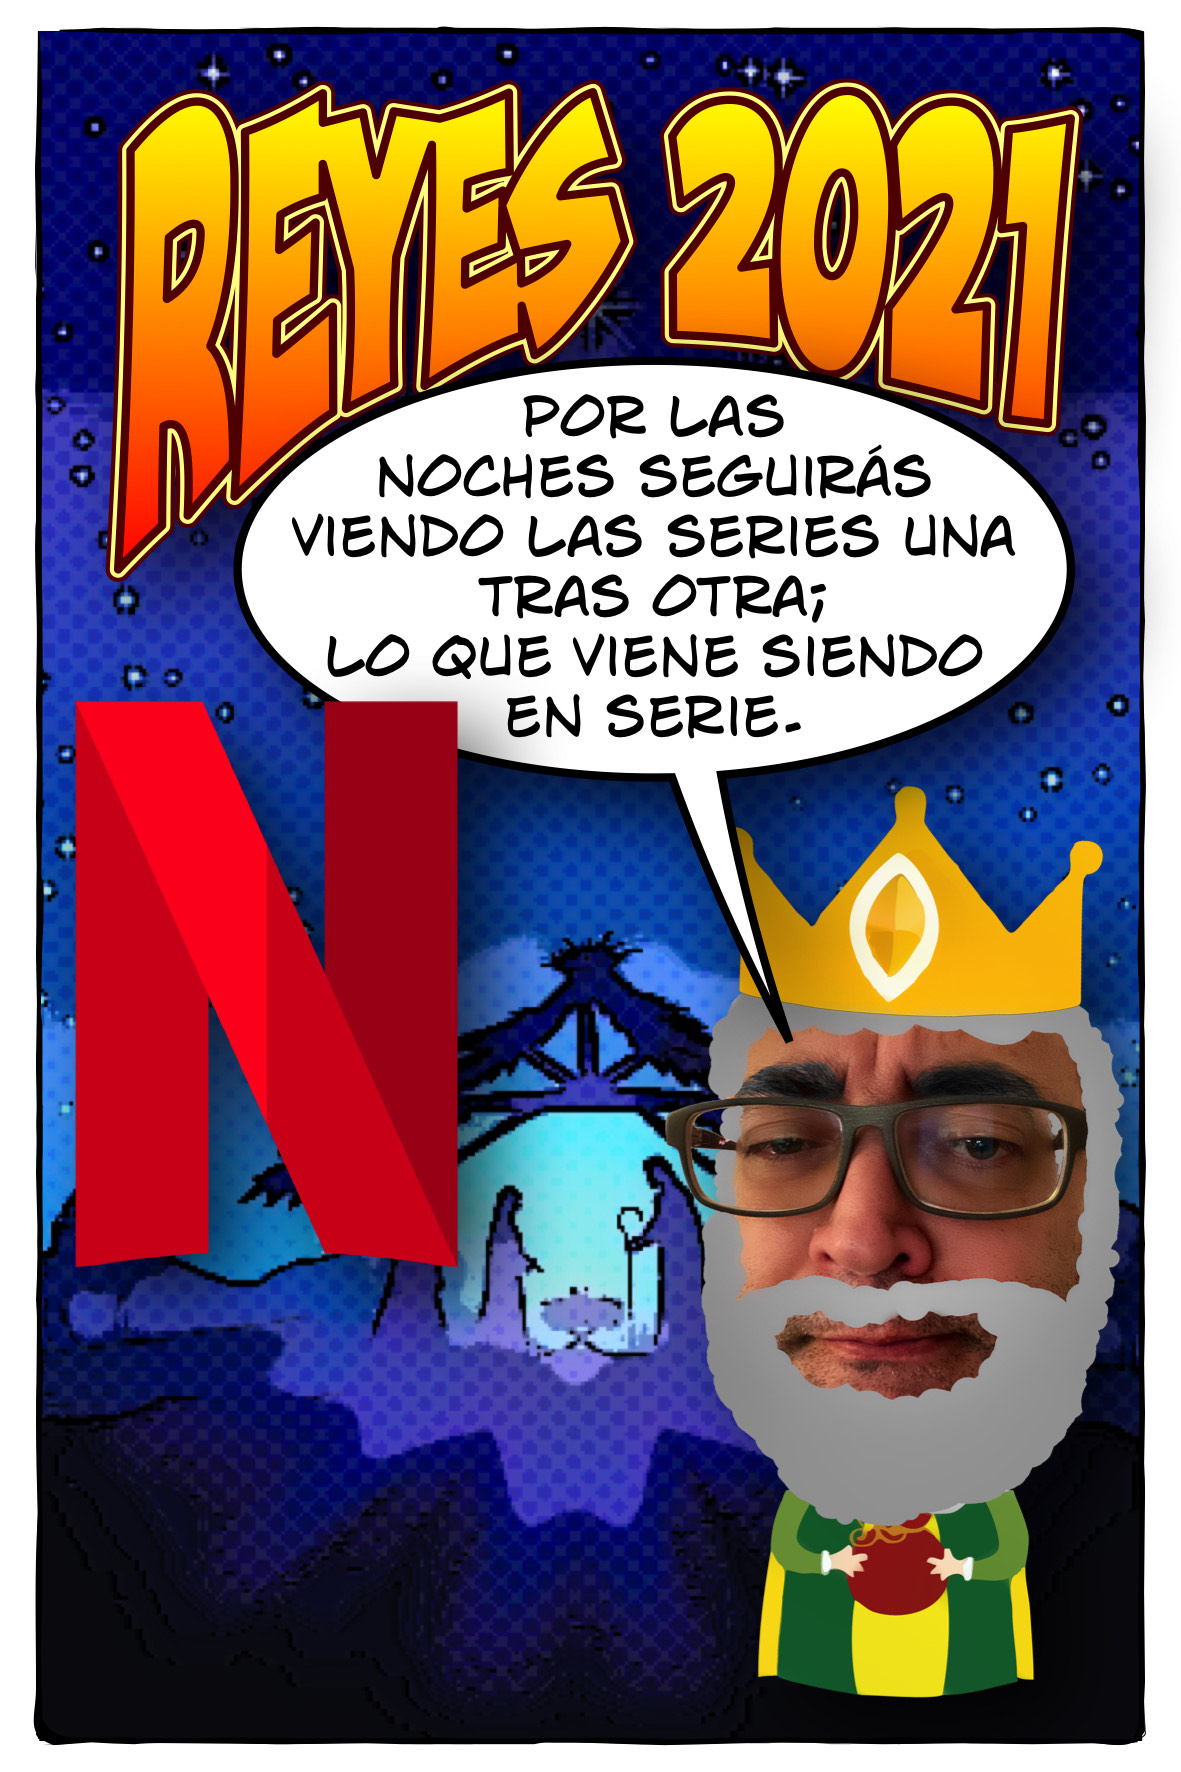 REYES 2021
POR LAS
NOCHES SEGUIRÁS
VIENDO LAS SERIES UNA
TRAS OTRA;
LO QUE VIENE SIENDO
EN SERIE.
N